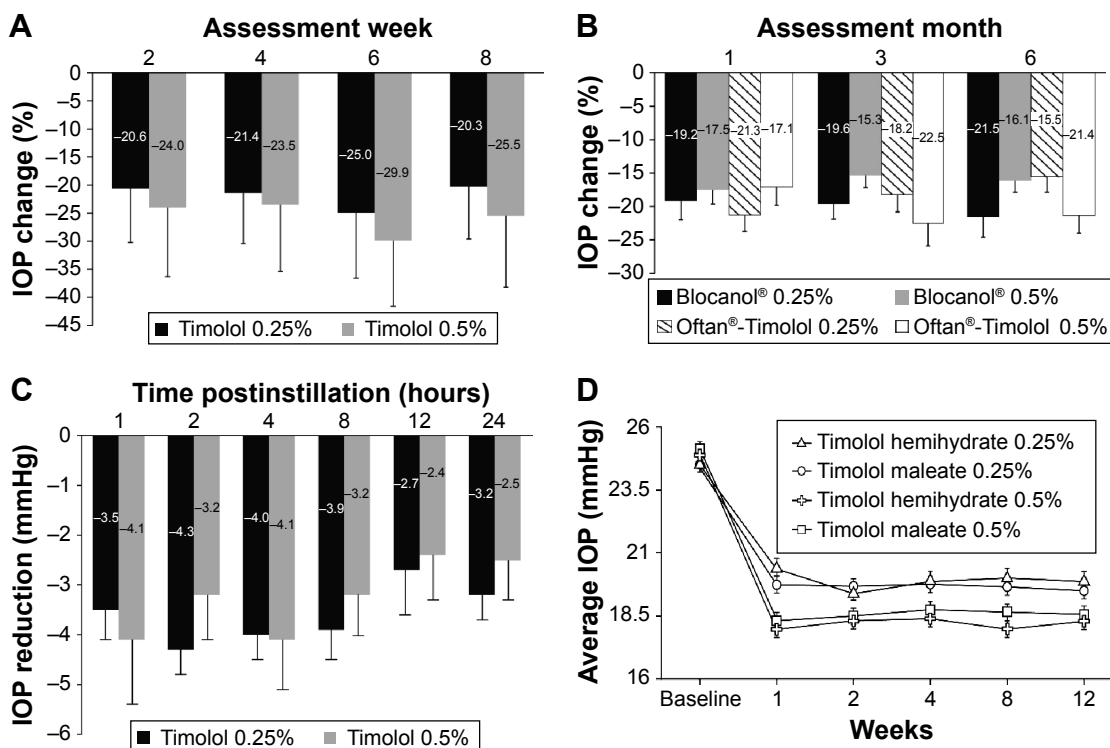 A
Assessment week
2 4 6 8
IOP change (%)
0
–5
–10
–15
–20
–25
–30
–35
–40
–45
–20.6 –24.0 –21.4 –23.5 –25.0 –29.9 –20.3 –25.5
Timolol 0.25% Timolol 0.5%
B
Assessment month
1 3 6
IOP change (%)
0
–5
–10
–15
–20
–25
–30
–19.2 –17.5 –21.3 –17.1 –19.6 –15.3 –18.2 –22.5 –21.5 –16.1 –15.5 –21.4
Blocanol® 0.25% Blocanol® 0.5%
Oftan®-Timolol 0.25% Oftan®-Timolol 0.5%
C
Time postinstillation (hours)
1 2 4 8 12 24
IOP reduction (mmHg)
0
–1
–2
–3
–4
–5
–6
–3.5 –4.1 –4.3 –3.2 –4.0 –4.1 –3.9 –3.2 –2.7 –2.4 –3.2 –2.5
Timolol 0.25% Timolol 0.5%
D
Average IOP (mmHg)
26
23.5
21
18.5
16
Timolol hemihydrate 0.25%
Timolol maleate 0.25%
Timolol hemihydrate 0.5%
Timolol maleate 0.5%
Baseline 1 2 4 8 12
Weeks